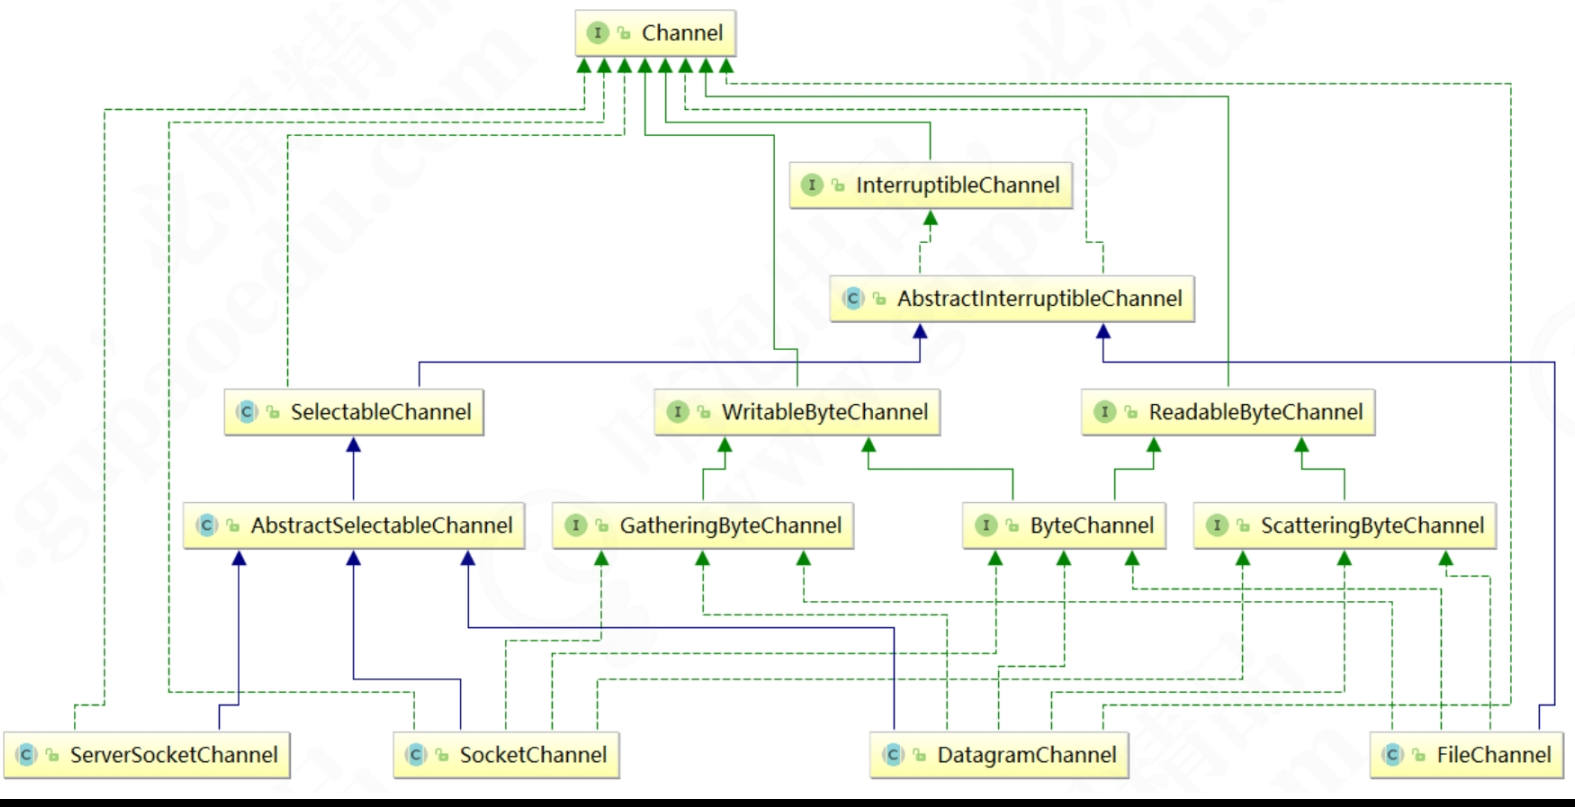 I Channel
I InterruptibleChannel
C AbstractInterruptibleChannel
C SelectableChannel
I WritableByteChannel
I ReadableByteChannel
C AbstractSelectableChannel
I GatheringByteChannel
I ByteChannel
I ScatteringByteChannel
C ServerSocketChannel
C SocketChannel
C DatagramChannel
C FileChannel